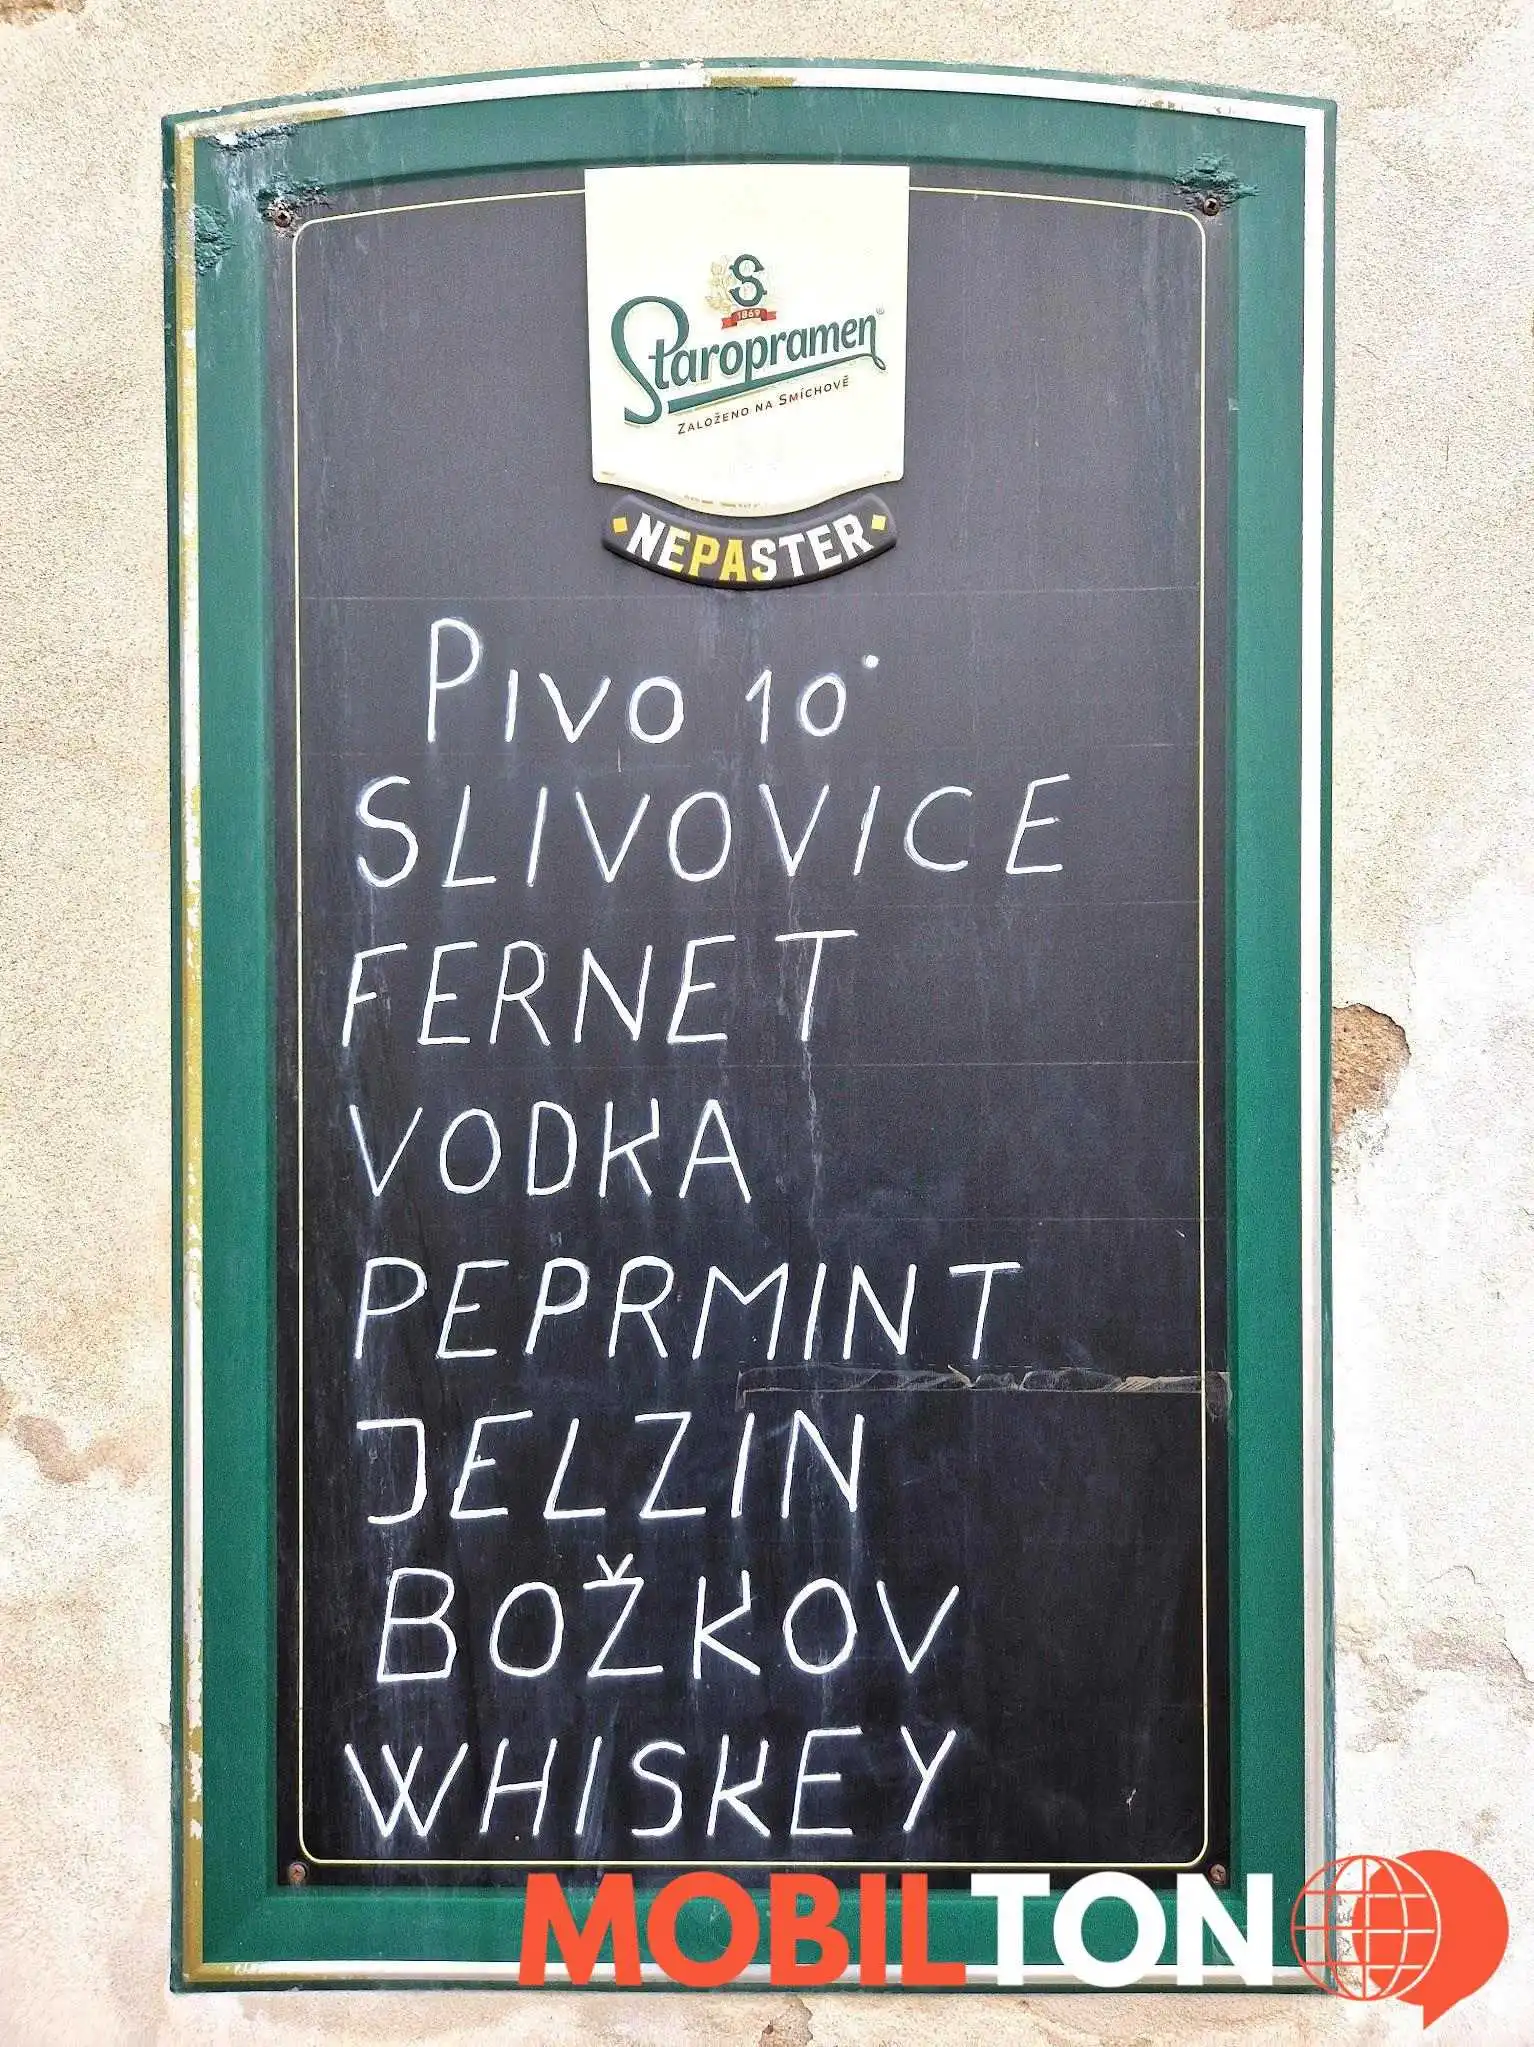 S
1869
Staropramen®
ZALOŽENO NA SMÍCHOVĚ
NEPASTER
PIVO 10°
SLIVOVICE
FERNET
VODKA
PEPRMINT
JELZIN
BOŽKOV
WHISKEY
MOBILTON